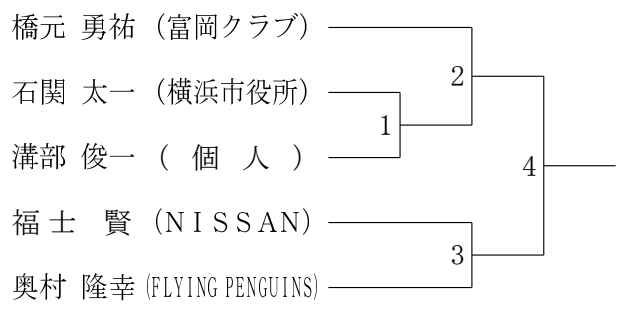 橋元 勇祐 (富岡クラブ)
2
石関 太一 (横浜市役所)
1
溝部 俊一 ( 個 人 )
4
福士 賢 (NISSAN)
3
奥村 隆幸 (FLYING PENGUINS)